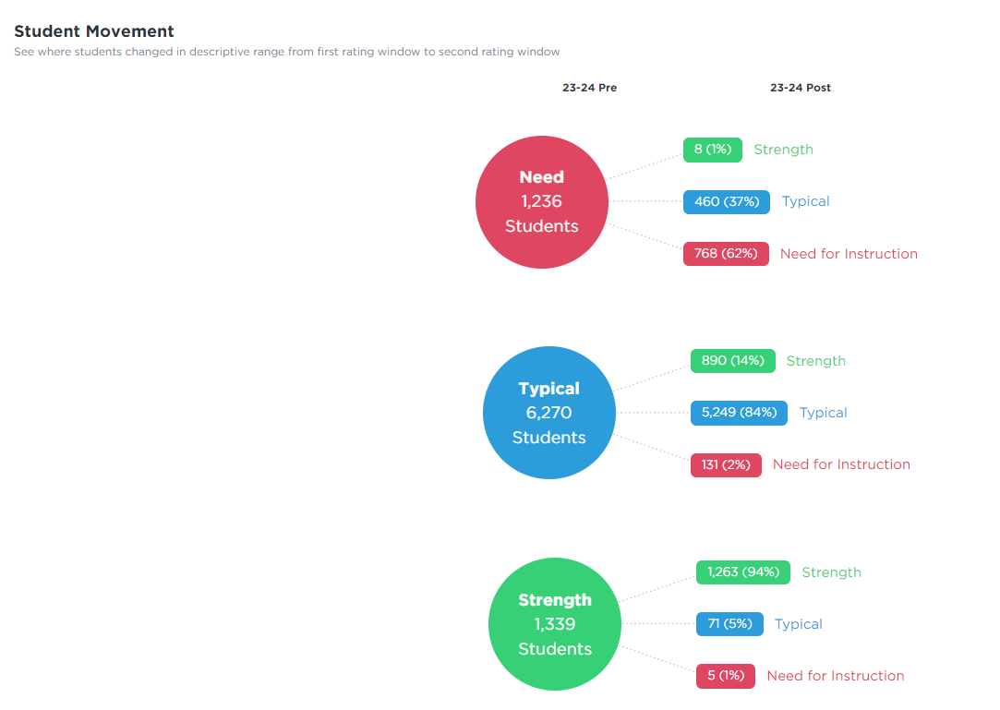 Student Movement
See where students changed in descriptive range from first rating window to second rating window
23-24 Pre
23-24 Post
Need
1,236
Students
8 (1%) Strength
460 (37%) Typical
768 (62%) Need for Instruction
Typical
6,270
Students
890 (14%) Strength
5,249 (84%) Typical
131 (2%) Need for Instruction
Strength
1,339
Students
1,263 (94%) Strength
71 (5%) Typical
5 (1%) Need for Instruction